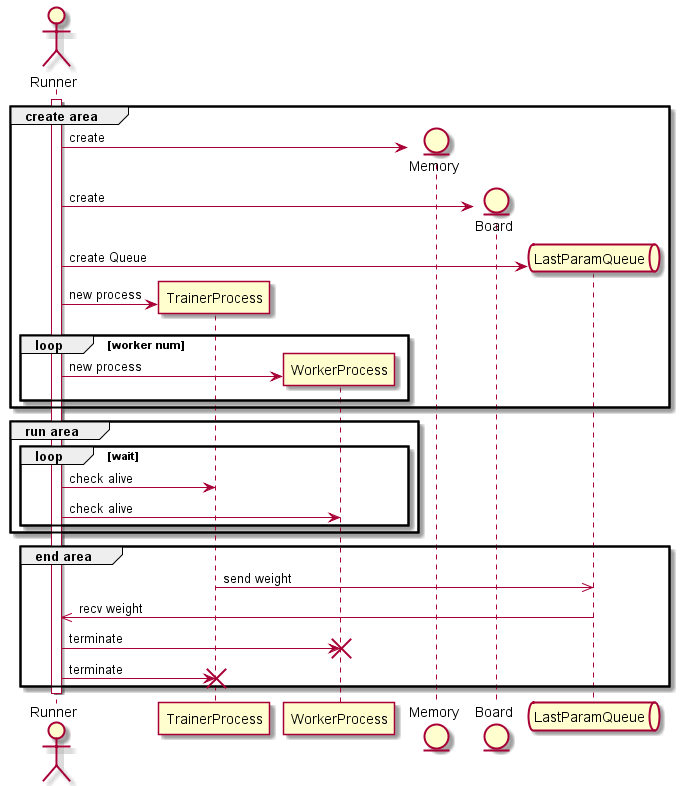 Runner
create area
create
Memory
create
Board
create Queue
LastParamQueue
new process
TrainerProcess
loop [worker num]
new process
WorkerProcess
run area
loop [wait]
check alive
check alive
end area
send weight
recv weight
terminate
terminate
Runner TrainerProcess WorkerProcess Memory Board LastParamQueue